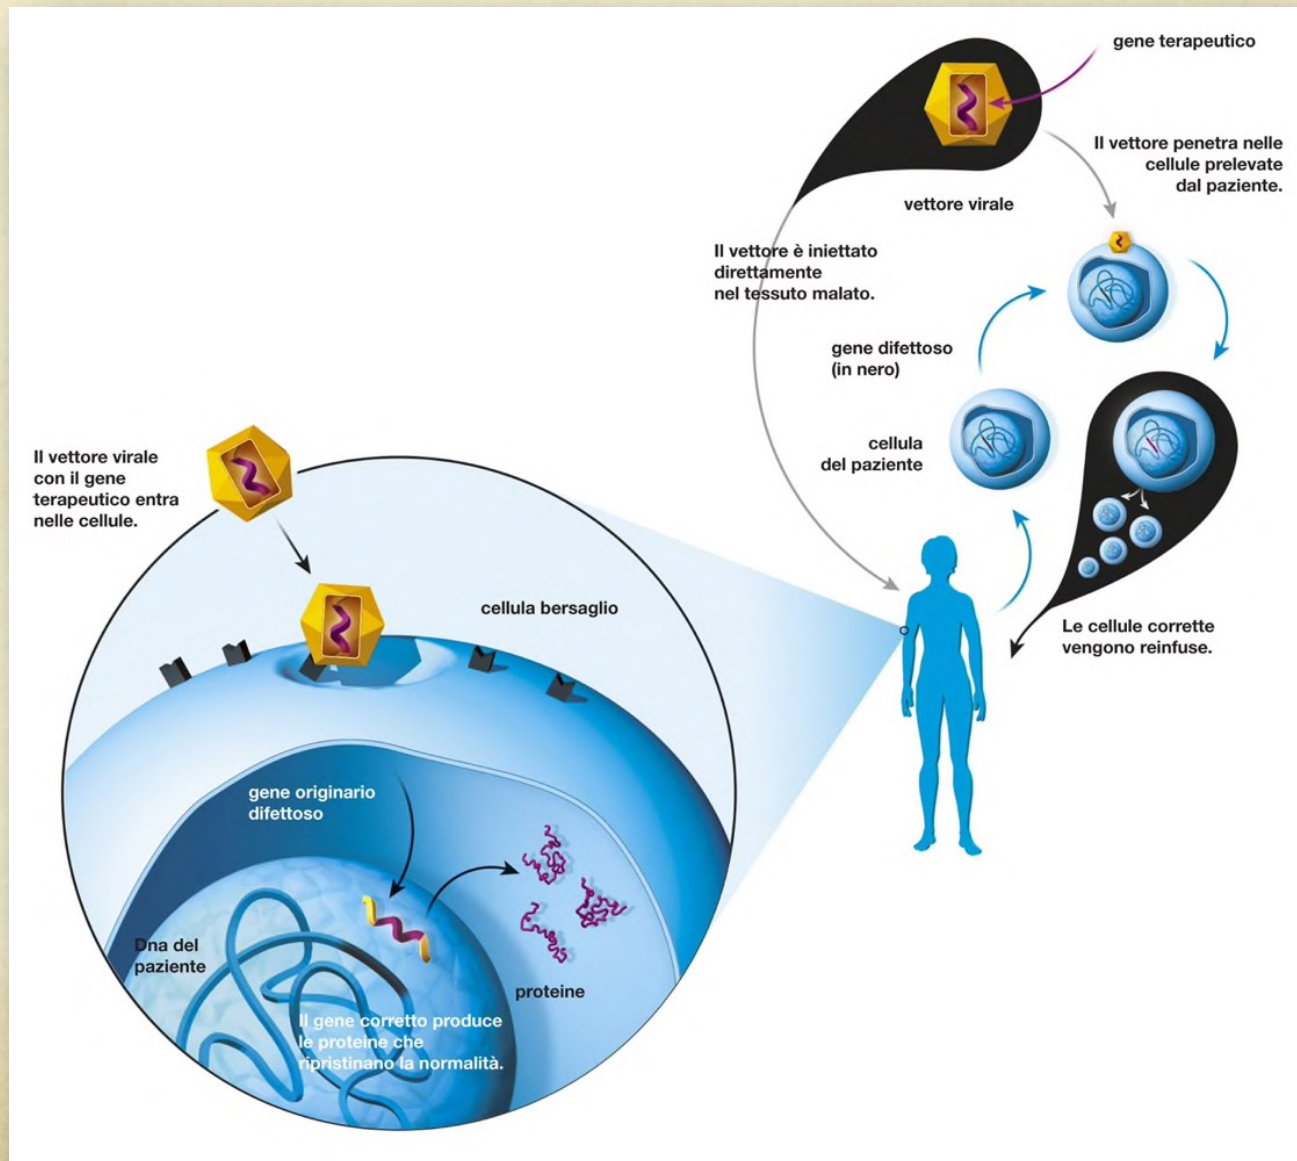 gene terapeutico
Il vettore penetra nelle
cellule prelevate
dal paziente.
vettore virale
Il vettore è iniettato
direttamente
nel tessuto malato.
gene difettoso
(in nero)
cellula
del paziente
Le cellule corrette
vengono reinfuse.
Il vettore virale
con il gene
terapeutico entra
nelle cellule.
cellula bersaglio
gene originario
difettoso
Dna del
paziente
proteine
Il gene corretto produce
le proteine che
ripristinano la normalità.